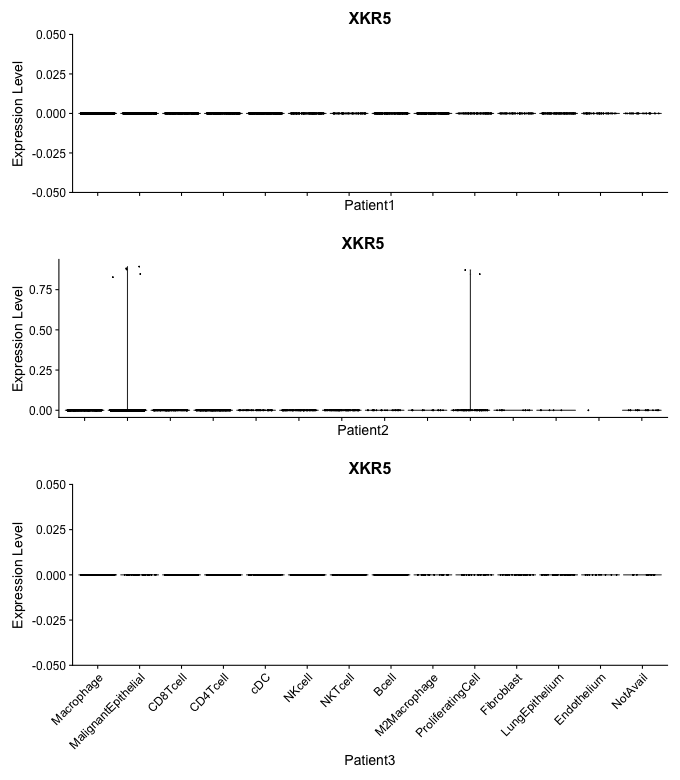 XKR5
0.050
0.025
0.000
-0.025
-0.050
Expression Level
Patient1
XKR5
0.75
0.50
0.25
0.00
Expression Level
Patient2
XKR5
0.050
0.025
0.000
-0.025
-0.050
Expression Level
Macrophage
MalignantEpithelial
CD8Tcell
CD4Tcell
cDC
NKcell
NKTcell
Bcell
M2Macrophage
ProliferatingCell
Fibroblast
LungEpithelium
Endothelium
NotAvail
Patient3